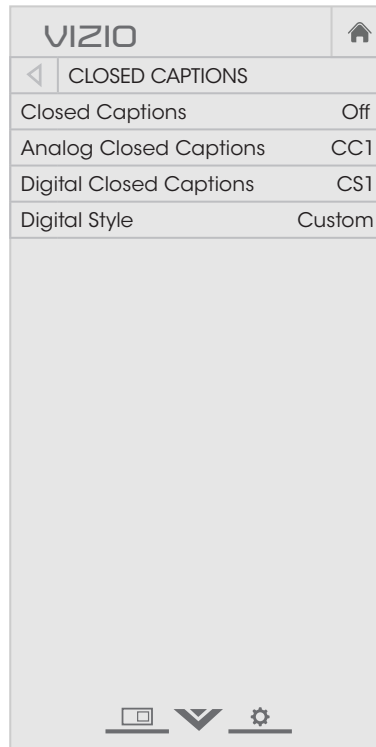 VIZIO
CLOSED CAPTIONS
Closed Captions Off
Analog Closed Captions CC1
Digital Closed Captions CS1
Digital Style Custom